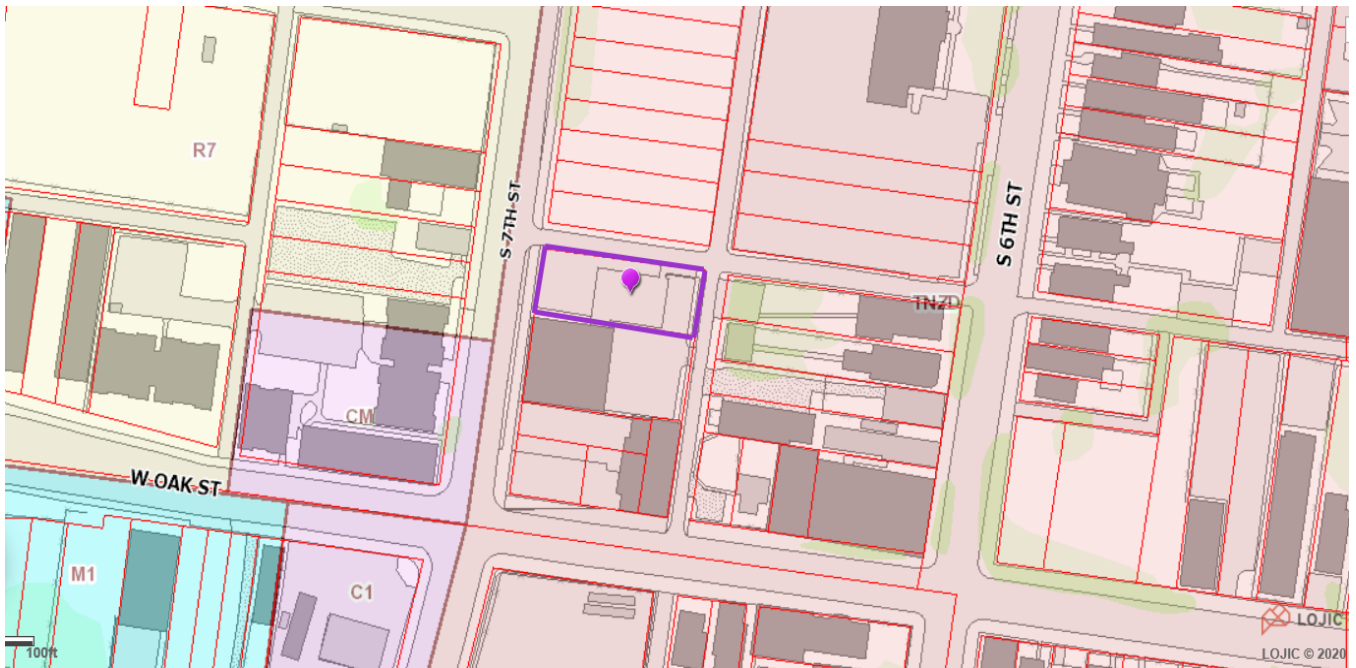 R7
S 7TH ST
S 6TH ST
TNZD
CM
W OAK ST
M1
C1
100ft
LOJIC
LOJIC © 2020